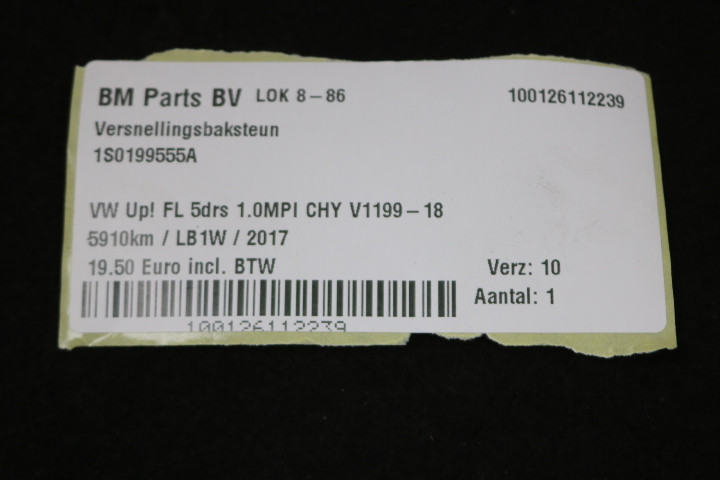 BM Parts BV LOK 8-86 100126112239
Versnellingsbaksteun
1S0199555A
VW Up! FL 5drs 1.0MPI CHY V1199-18
5910km / LB1W / 2017
19.50 Euro incl. BTW Verz: 10
Aantal: 1
100126112239